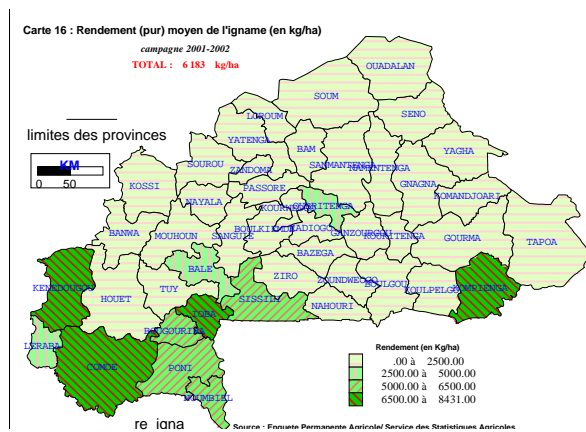 Carte 16 : Rendement (pur) moyen de l'igname (en kg/ha)
campagne 2001-2002
TOTAL : 6 183 kg/ha
OUADALAN
SOUM
LOROUM
SENO
limites des provinces
YATENGA
BAM
YAGHA
KM
0 50
SOUROU
ZANDOMA
SANMANTENGA
NAMENTENGA
KOSSI
PASSORE
GNAGNA
KOMANDJOARI
NAYALA
KOURWEOGO
OUBRITENGA
BANWA
MOUHOUN
SANGUIE
BOULKIEMDE
KADIOGO
GANZOURGOU
KOURITENGA
GOURMA
TAPOA
BAZEGA
BALE
ZIRO
ZOUNDWEOGO
BOULGOU
KOULPELGO
KOMPIENGA
KENEDOUGOU
HOUET
TUY
SISSILI
NAHOURI
IOBA
BOUGOURIBA
LERABA
COMOE
PONI
NOUMBIEL
Rendement (en Kg/ha)
.00 à 2500.00
2500.00 à 5000.00
5000.00 à 6500.00
6500.00 à 8431.00
re igna
Source : Enquete Permanente Agricole/ Service des Statistiques Agricoles